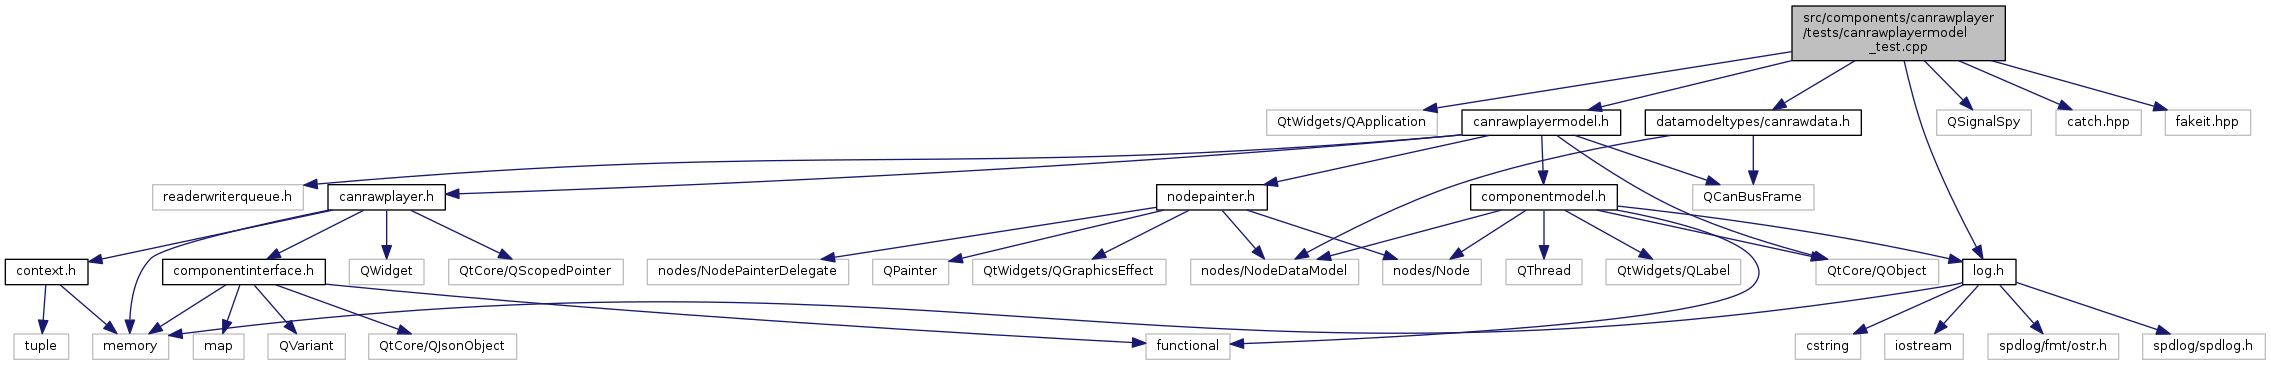 src/components/canrawplayer
/tests/canrawplayermodel
_test.cpp
QtWidgets/QApplication
canrawplayermodel.h
datamodeltypes/canrawdata.h
QSignalSpy
catch.hpp
fakeit.hpp
readerwriterqueue.h
canrawplayer.h
nodepainter.h
componentmodel.h
QCanBusFrame
context.h
componentinterface.h
QWidget
QtCore/QScopedPointer
nodes/NodePainterDelegate
QPainter
QtWidgets/QGraphicsEffect
nodes/NodeDataModel
nodes/Node
QThread
QtWidgets/QLabel
QtCore/QObject
log.h
tuple
memory
map
QVariant
QtCore/QJsonObject
functional
cstring
iostream
spdlog/fmt/ostr.h
spdlog/spdlog.h